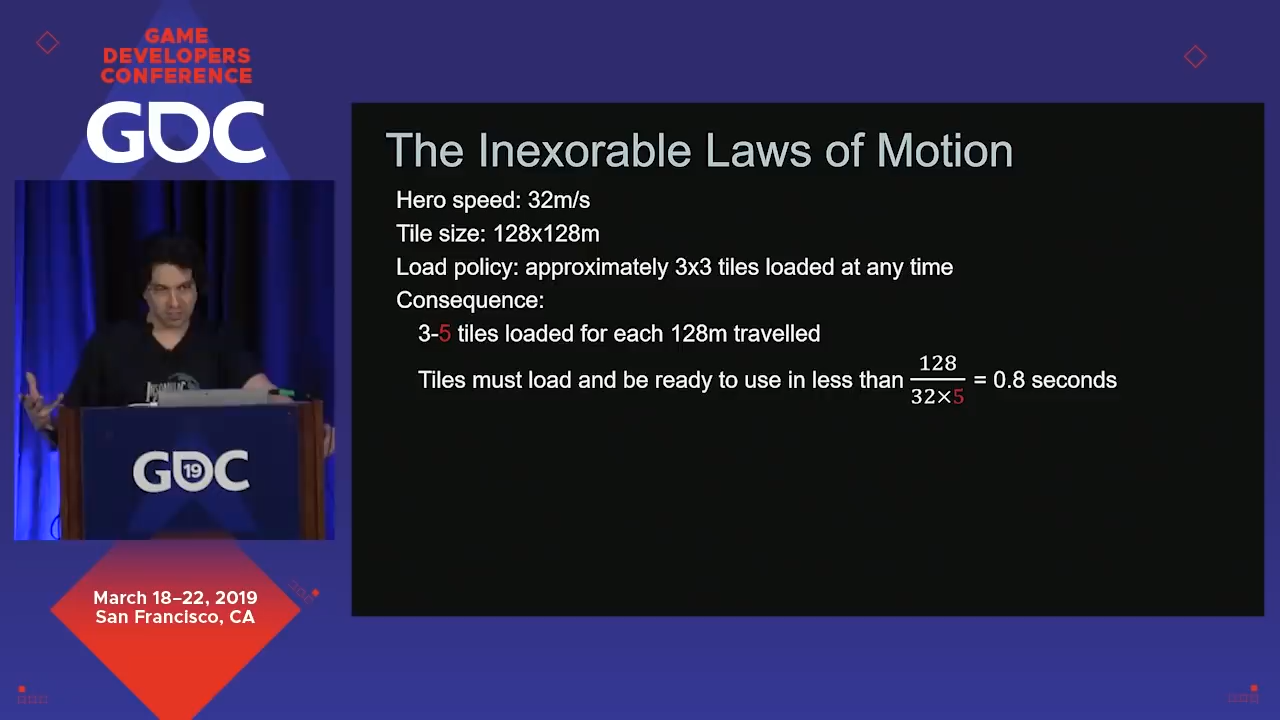 GAME
DEVELOPERS
CONFERENCE
GDC
The Inexorable Laws of Motion
Hero speed: 32m/s
Tile size: 128x128m
Load policy: approximately 3x3 tiles loaded at any time
Consequence:
3-5 tiles loaded for each 128m travelled
Tiles must load and be ready to use in less than 128/32×5 = 0.8 seconds
INSOMNIAC
GDC
19
March 18–22, 2019
San Francisco, CA